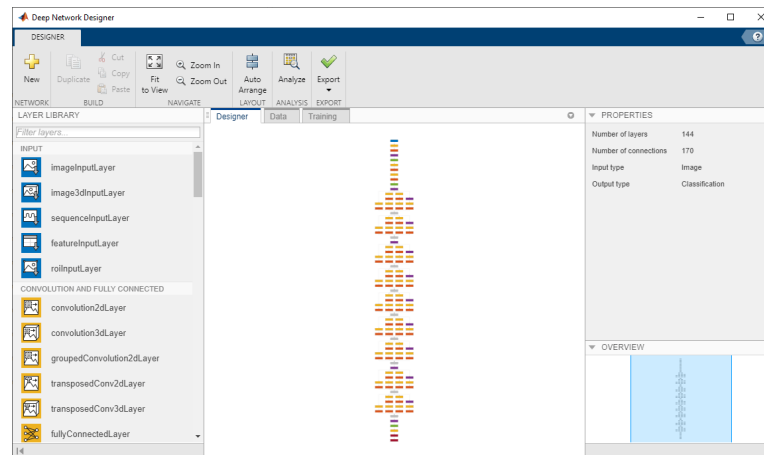 Deep Network Designer
DESIGNER
New
Duplicate
Cut
Copy
Paste
Fit
to View
Zoom In
Zoom Out
Auto
Arrange
Analyze
Export
NETWORK
BUILD
NAVIGATE
LAYOUT
ANALYSIS
EXPORT
LAYER LIBRARY
Filter layers...
INPUT
imageInputLayer
image3dInputLayer
sequenceInputLayer
featureInputLayer
roiInputLayer
CONVOLUTION AND FULLY CONNECTED
convolution2dLayer
convolution3dLayer
groupedConvolution2dLayer
transposedConv2dLayer
transposedConv3dLayer
fullyConnectedLayer
Designer
Data
Training
PROPERTIES
Number of layers 144
Number of connections 170
Input type Image
Output type Classification
OVERVIEW